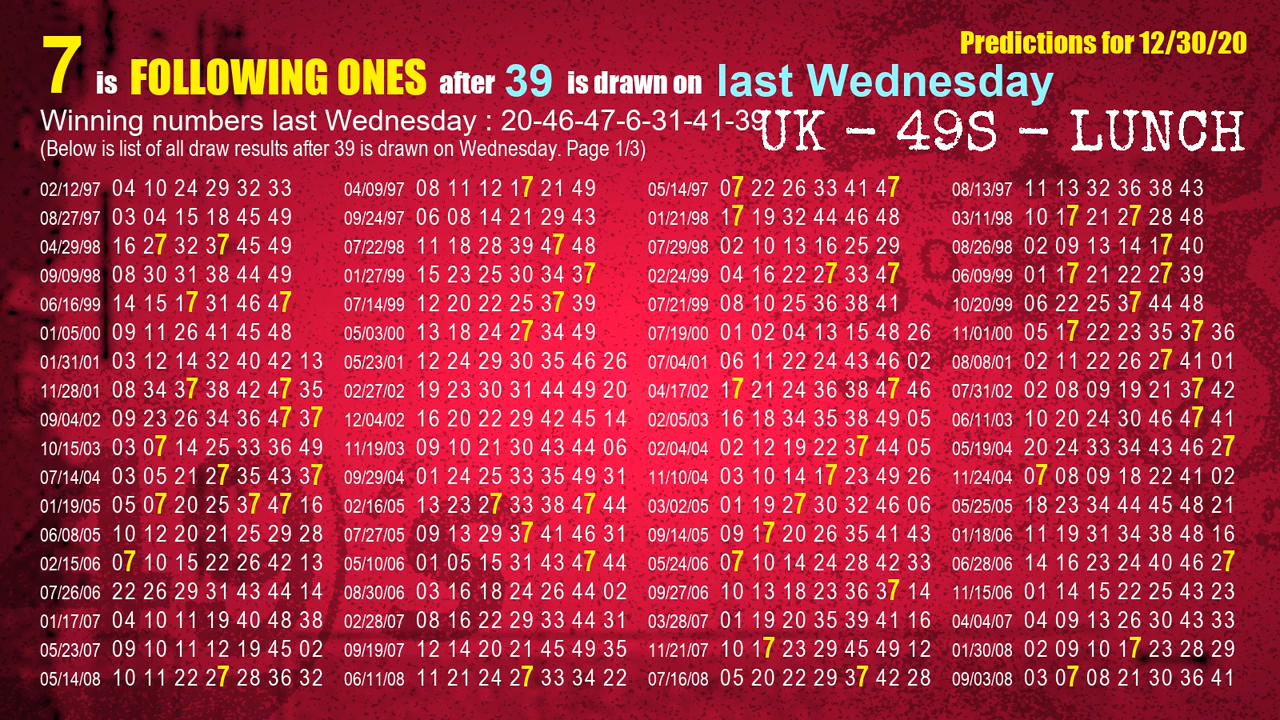 Predictions for 12/30/20
7 is FOLLOWING ONES after 39 is drawn on last Wednesday
Winning numbers last Wednesday : 20-46-47-6-31-41-39
UK - 49S - LUNCH
(Below is list of all draw results after 39 is drawn on Wednesday. Page 1/3)
02/12/97 04 10 24 29 32 33 04/09/97 08 11 12 17 21 49 05/14/97 07 22 26 33 41 47 08/13/97 11 13 32 36 38 43
08/27/97 03 04 15 18 45 49 09/24/97 06 08 14 21 29 43 01/21/98 17 19 32 44 46 48 03/11/98 10 17 21 27 28 48
04/29/98 16 27 32 37 45 49 07/22/98 11 18 28 39 47 48 07/29/98 02 10 13 16 25 29 08/26/98 02 09 13 14 17 40
09/09/98 08 30 31 38 44 49 01/27/99 15 23 25 30 34 37 02/24/99 04 16 22 27 33 47 06/09/99 01 17 21 22 27 39
06/16/99 14 15 17 31 46 47 07/14/99 12 20 22 25 37 39 07/21/99 08 10 25 36 38 41 10/20/99 06 22 25 37 44 48
01/05/00 09 11 26 41 45 48 05/03/00 13 18 24 27 34 49 07/19/00 01 02 04 13 15 48 26 11/01/00 05 17 22 23 35 37 36
01/31/01 03 12 14 32 40 42 13 05/23/01 12 24 29 30 35 46 26 07/04/01 06 11 22 24 43 46 02 08/08/01 02 11 22 26 27 41 01
11/28/01 08 34 37 38 42 47 35 02/27/02 19 23 30 31 44 49 20 04/17/02 17 21 24 36 38 47 46 07/31/02 02 08 09 19 21 37 42
09/04/02 09 23 26 34 36 47 37 12/04/02 16 20 22 29 42 45 14 02/05/03 16 18 34 35 38 49 05 06/11/03 10 20 24 30 46 47 41
10/15/03 03 07 14 25 33 36 49 11/19/03 09 10 21 30 43 44 06 02/04/04 02 12 19 22 37 44 05 05/19/04 20 24 33 34 43 46 27
07/14/04 03 05 21 27 35 43 37 09/29/04 01 24 25 33 35 49 31 11/10/04 03 10 14 17 23 49 26 11/24/04 07 08 09 18 22 41 02
01/19/05 05 07 20 25 37 47 16 02/16/05 13 23 27 33 38 47 44 03/02/05 01 19 27 30 32 46 06 05/25/05 18 23 34 44 45 48 21
06/08/05 10 12 20 21 25 29 28 07/27/05 09 13 29 37 41 46 31 09/14/05 09 17 20 26 35 41 43 01/18/06 11 19 31 34 38 48 16
02/15/06 07 10 15 22 26 42 13 05/10/06 01 05 15 31 43 47 44 05/24/06 07 10 14 24 28 42 33 06/28/06 14 16 23 24 40 46 27
07/26/06 22 26 29 31 43 44 14 08/30/06 03 16 18 24 26 44 02 09/27/06 10 13 18 23 36 37 14 11/15/06 01 14 15 22 25 43 23
01/17/07 04 10 11 19 40 48 38 02/28/07 08 16 22 29 33 44 31 03/28/07 01 19 20 35 39 41 16 04/04/07 04 09 13 26 30 43 33
05/23/07 09 10 11 12 19 45 02 09/19/07 12 14 20 21 45 49 35 11/21/07 10 17 23 29 45 49 12 01/30/08 02 09 10 17 23 28 29
05/14/08 10 11 22 27 28 36 32 06/11/08 11 21 24 27 33 34 22 07/16/08 05 20 22 29 37 42 28 09/03/08 03 07 08 21 30 36 41